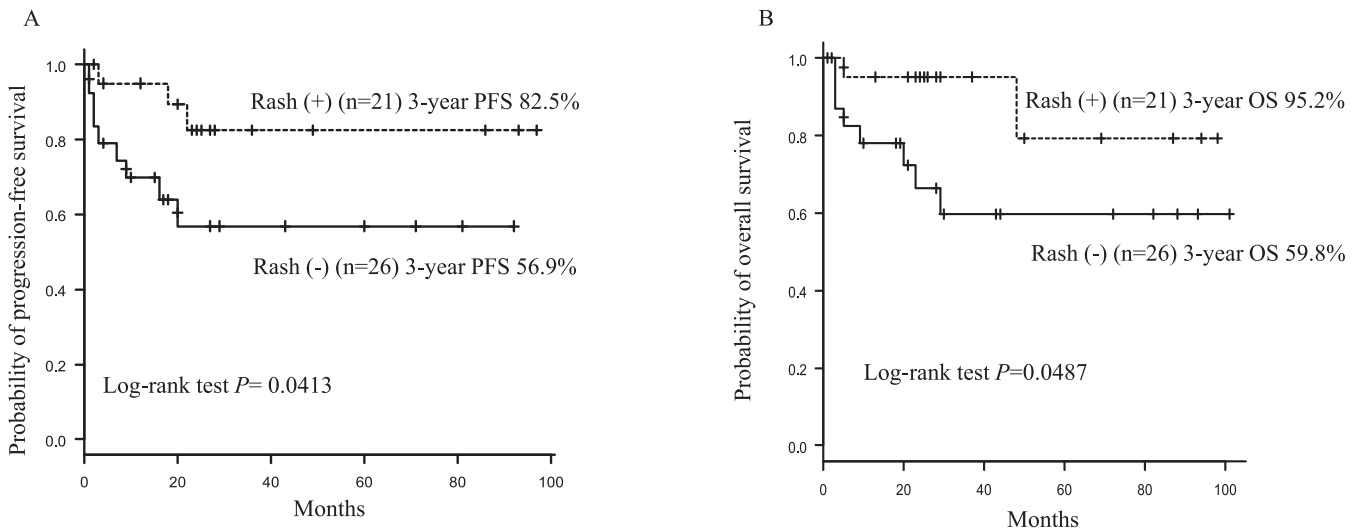 A
Probability of progression-free survival
1.0
0.8
0.6
0.4
0.2
0.0
Rash (+) (n=21) 3-year PFS 82.5%
Rash (-) (n=26) 3-year PFS 56.9%
Log-rank test P= 0.0413
0 20 40 60 80 100
Months
B
Probability of overall survival
1.0
0.8
0.6
0.4
0.2
0.0
Rash (+) (n=21) 3-year OS 95.2%
Rash (-) (n=26) 3-year OS 59.8%
Log-rank test P=0.0487
0 20 40 60 80 100
Months